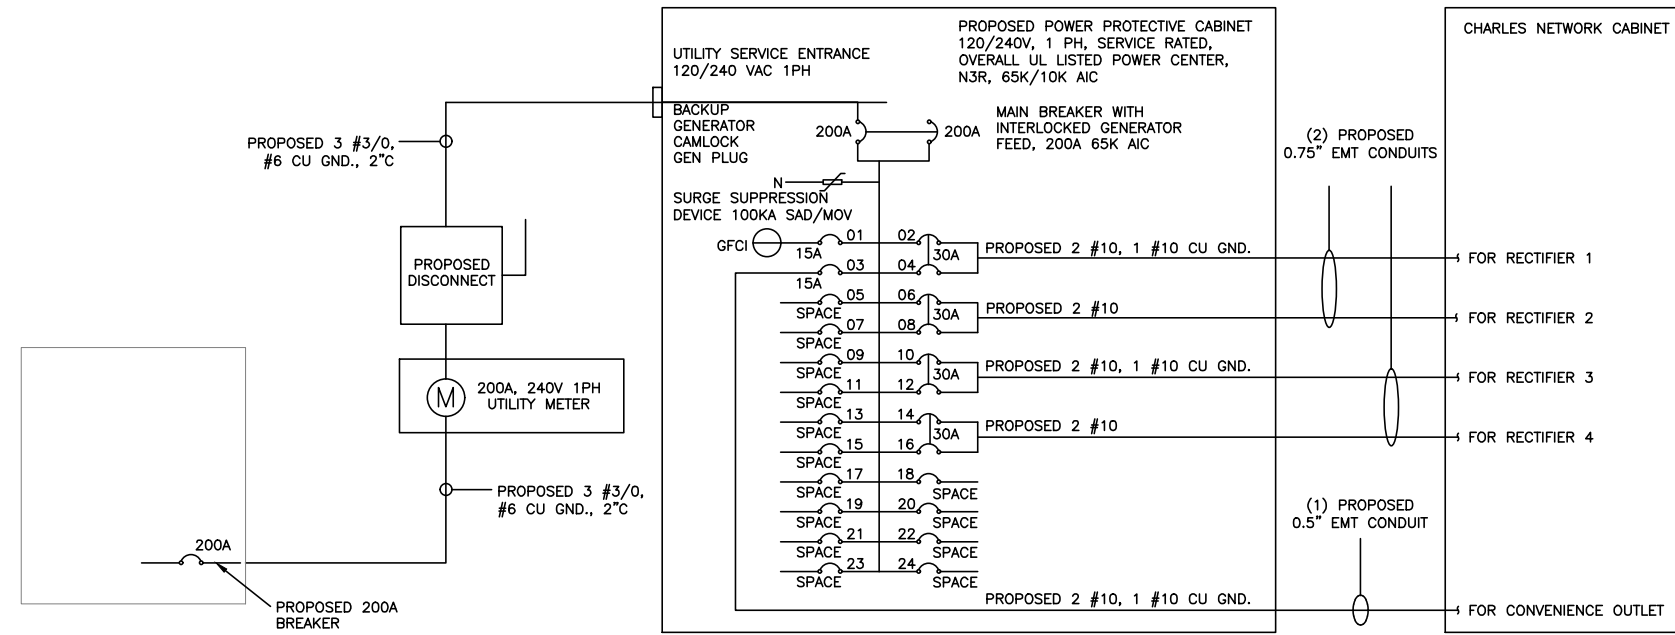 PROPOSED 3 #3/0,
#6 CU GND., 2"C
PROPOSED
DISCONNECT
M
200A, 240V 1PH
UTILITY METER
PROPOSED 3 #3/0,
#6 CU GND., 2"C
200A
PROPOSED 200A
BREAKER
UTILITY SERVICE ENTRANCE
120/240 VAC 1PH
PROPOSED POWER PROTECTIVE CABINET
120/240V, 1 PH, SERVICE RATED,
OVERALL UL LISTED POWER CENTER,
N3R, 65K/10K AIC
BACKUP
GENERATOR
CAMLOCK
GEN PLUG
200A
200A
MAIN BREAKER WITH
INTERLOCKED GENERATOR
FEED, 200A 65K AIC
N
SURGE SUPPRESSION
DEVICE 100KA SAD/MOV
GFCI
15A
01
02
30A
PROPOSED 2 #10, 1 #10 CU GND.
15A
03
04
SPACE
05
06
30A
PROPOSED 2 #10
SPACE
07
08
SPACE
09
10
30A
PROPOSED 2 #10, 1 #10 CU GND.
SPACE
11
12
SPACE
13
14
30A
PROPOSED 2 #10
SPACE
15
16
SPACE
17
18
SPACE
SPACE
19
20
SPACE
SPACE
21
22
SPACE
SPACE
23
24
SPACE
PROPOSED 2 #10, 1 #10 CU GND.
(2) PROPOSED
0.75" EMT CONDUITS
(1) PROPOSED
0.5" EMT CONDUIT
CHARLES NETWORK CABINET
FOR RECTIFIER 1
FOR RECTIFIER 2
FOR RECTIFIER 3
FOR RECTIFIER 4
FOR CONVENIENCE OUTLET